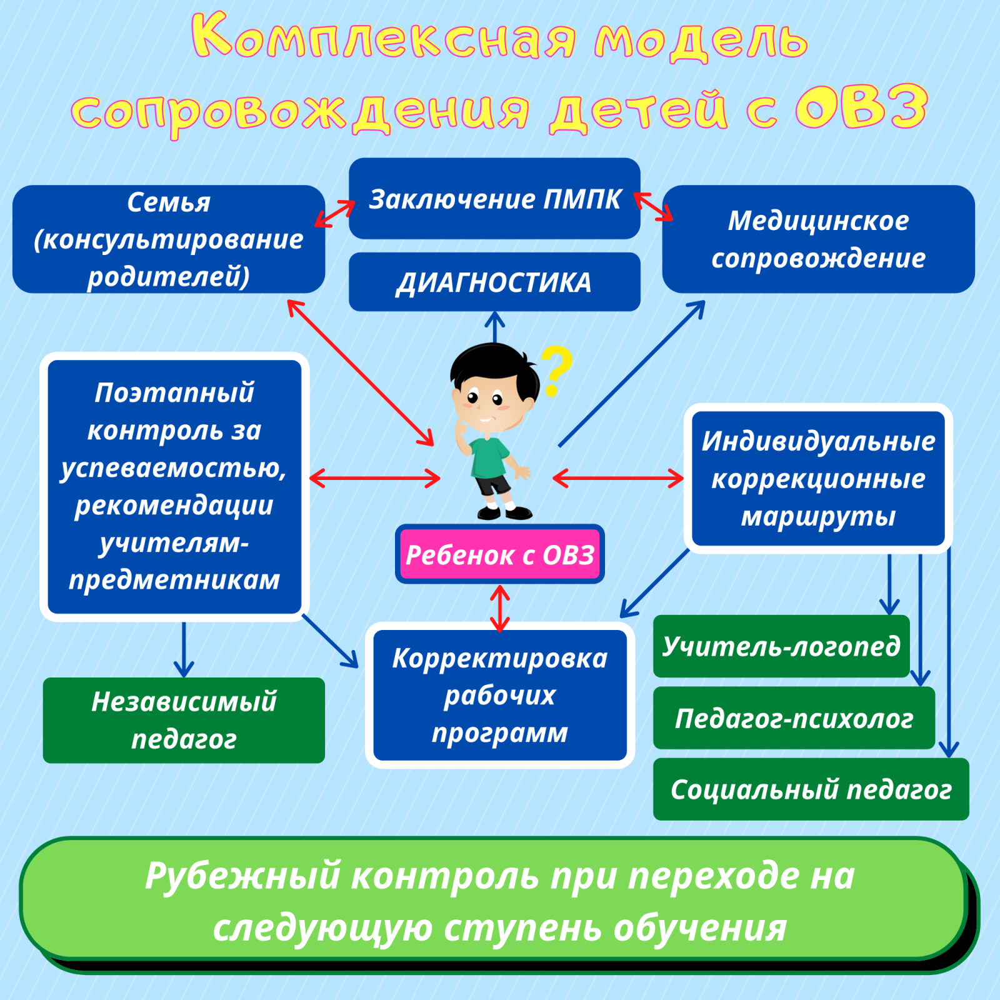 Комплексная модель
сопровождения детей с ОВЗ
Заключение ПМПК
Семья
(консультирование
родителей)
Медицинское
сопровождение
ДИАГНОСТИКА
?
Поэтапный
контроль за
успеваемостью,
рекомендации
учителям-
предметникам
Индивидуальные
коррекционные
маршруты
Ребенок с ОВЗ
Корректировка
рабочих
программ
Учитель-логопед
Независимый
педагог
Педагог-психолог
Социальный педагог
Рубежный контроль при переходе на
следующую ступень обучения